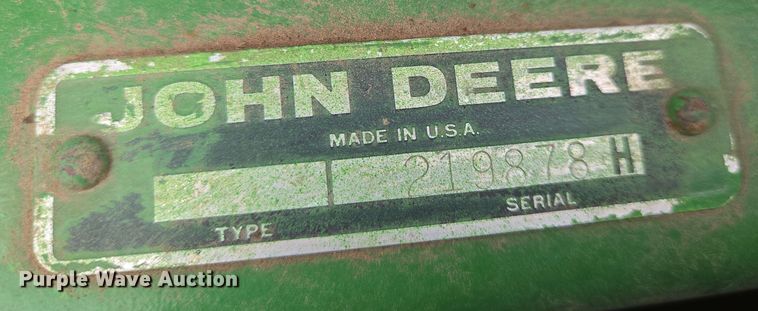 JOHN DEERE
MADE IN U.S.A.
219878 H
TYPE SERIAL
Purple Wave Auction